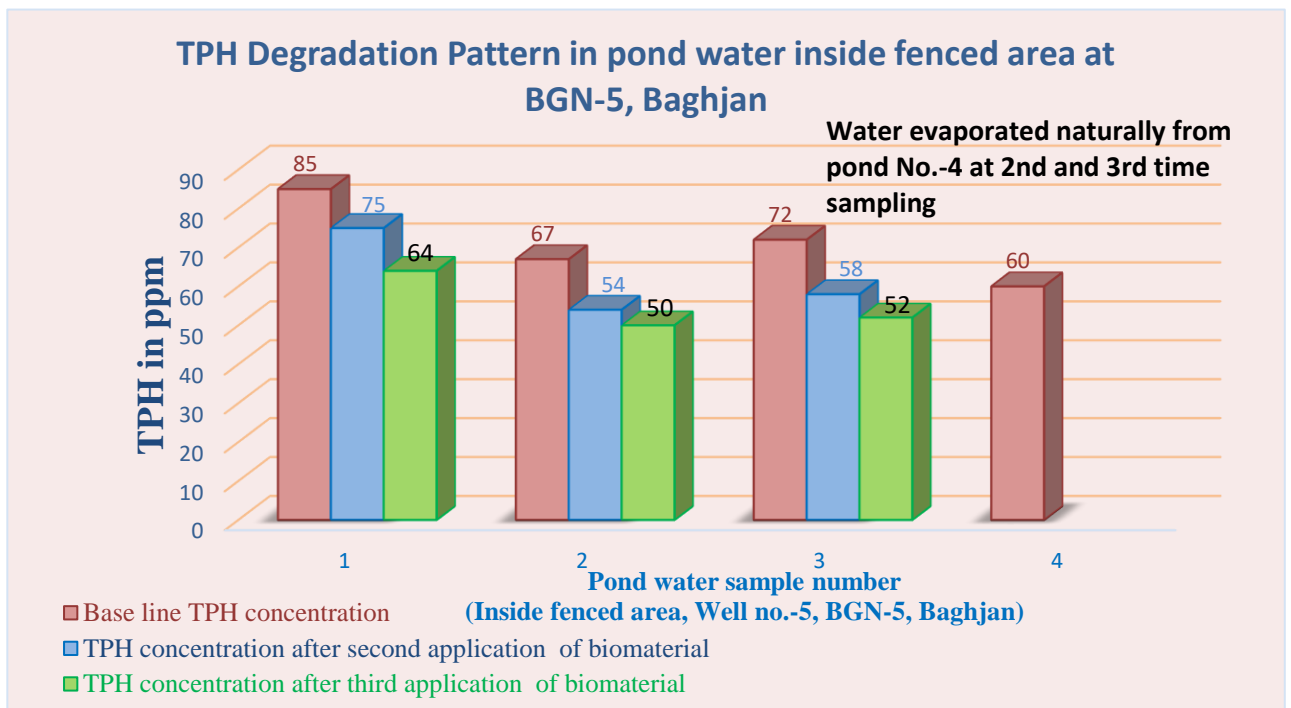 TPH Degradation Pattern in pond water inside fenced area at
BGN-5, Baghjan
Water evaporated naturally from
pond No.-4 at 2nd and 3rd time
sampling
TPH in ppm
90
80
70
60
50
40
30
20
10
0
85
75
64
67
54
50
72
58
52
60
1
2
3
4
Pond water sample number
(Inside fenced area, Well no.-5, BGN-5, Baghjan)
Base line TPH concentration
TPH concentration after second application of biomaterial
TPH concentration after third application of biomaterial